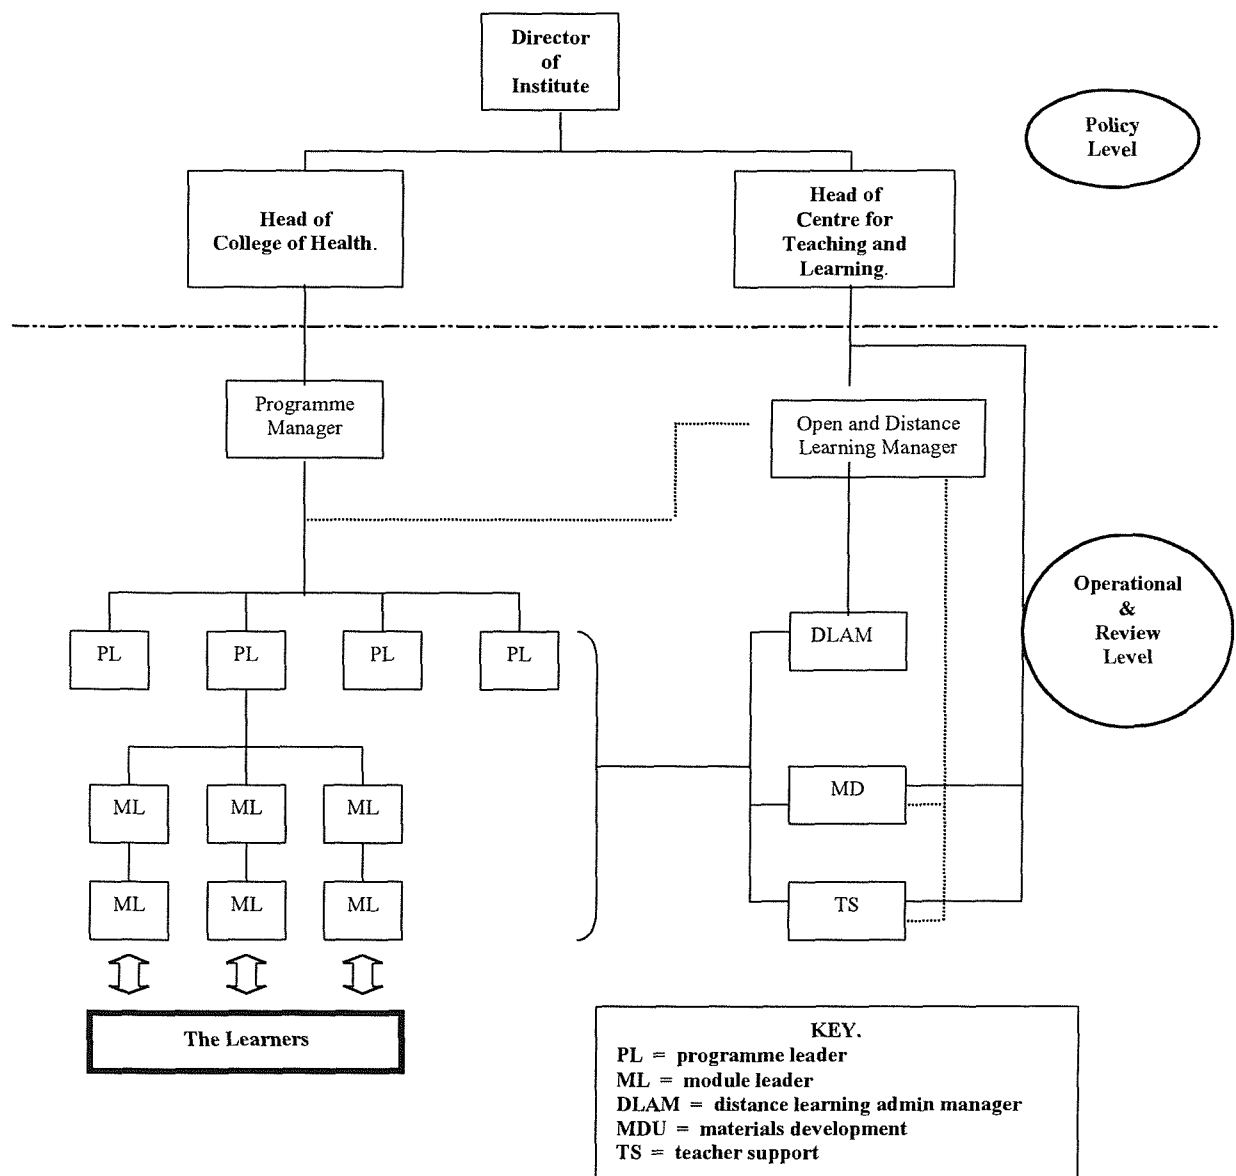 Director
of
Institute
Policy
Level
Head of
College of Health.
Head of
Centre for
Teaching and
Learning.
Programme
Manager
Open and Distance
Learning Manager
Operational
&
Review
Level
PL
PL
PL
PL
DLAM
ML
ML
ML
MD
ML
ML
ML
TS
The Learners
KEY.
PL = programme leader
ML = module leader
DLAM = distance learning admin manager
MDU = materials development
TS = teacher support